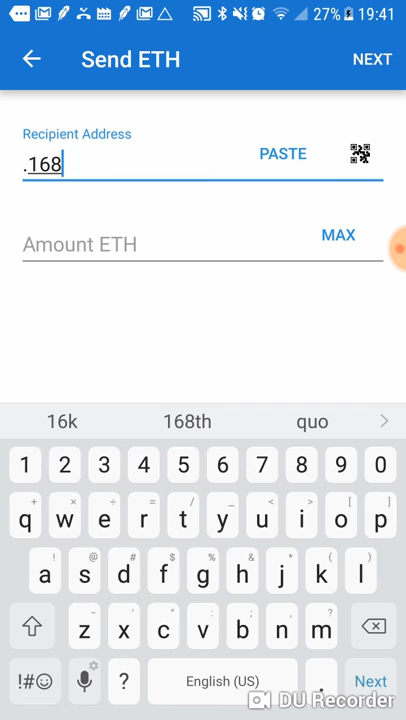 27% 19:41
Send ETH NEXT
Recipient Address
.168 PASTE
Amount ETH MAX
16k 168th quo
1 2 3 4 5 6 7 8 9 0
+ × ÷ = / _ < > [ ]
q w e r t y u i o p
! @ # $ % & * ( )
a s d f g h j k l
- ' " : ; , ?
z x c v b n m
!#☺ ? English (US) . Next
DU Recorder